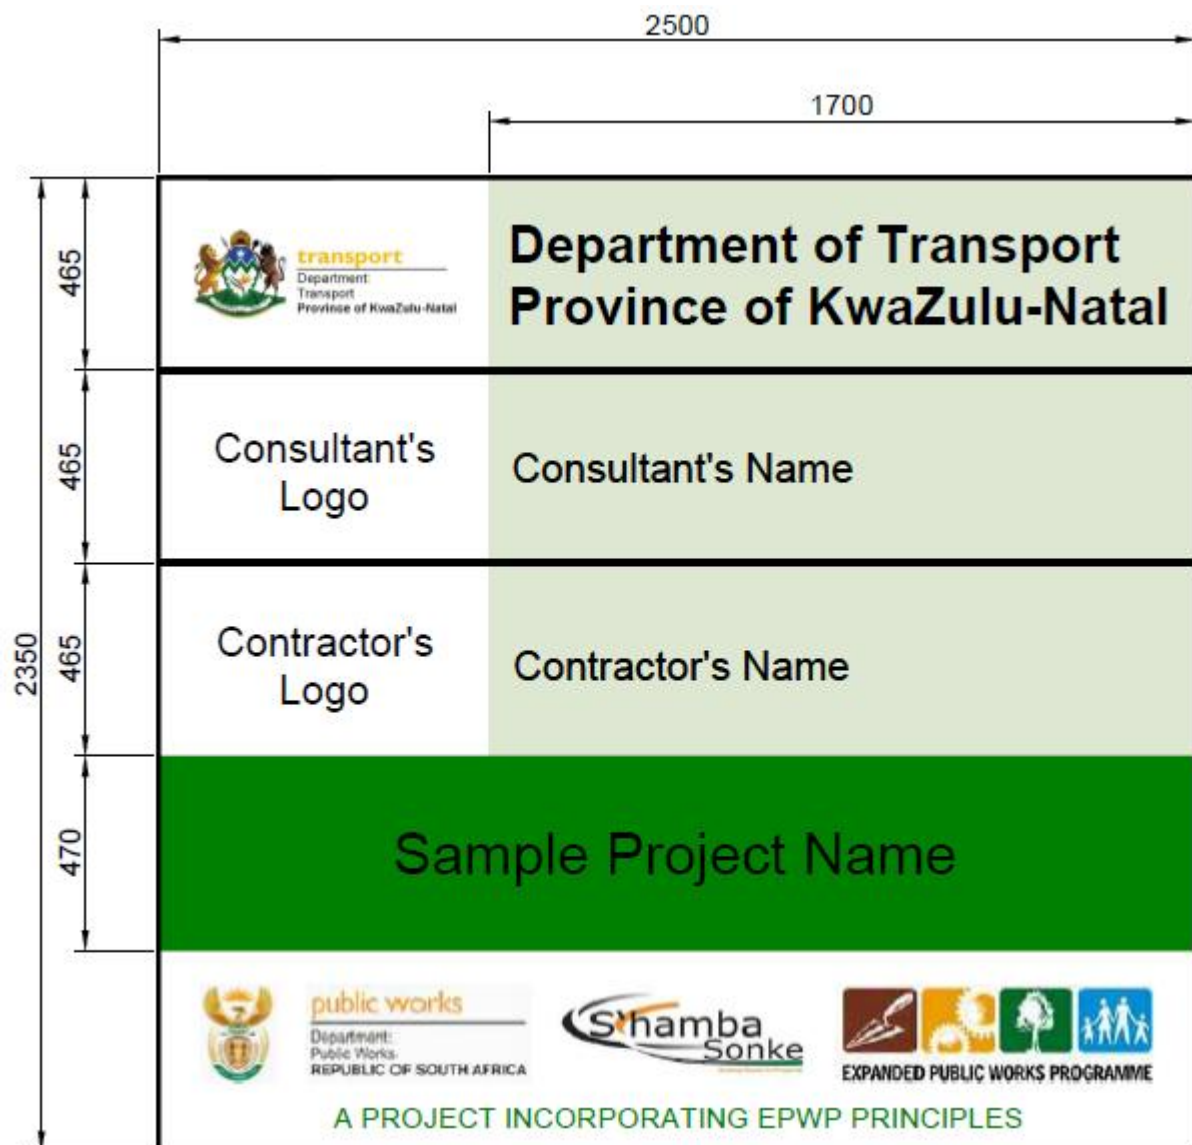 2500
1700
465
transport
Department:
Transport
Province of KwaZulu-Natal
Department of Transport
Province of KwaZulu-Natal
465
Consultant's
Logo
Consultant's Name
2350
465
Contractor's
Logo
Contractor's Name
470
Sample Project Name
public works
Department:
Public Works
REPUBLIC OF SOUTH AFRICA
S'hamba
Sonke
EXPANDED PUBLIC WORKS PROGRAMME
A PROJECT INCORPORATING EPWP PRINCIPLES